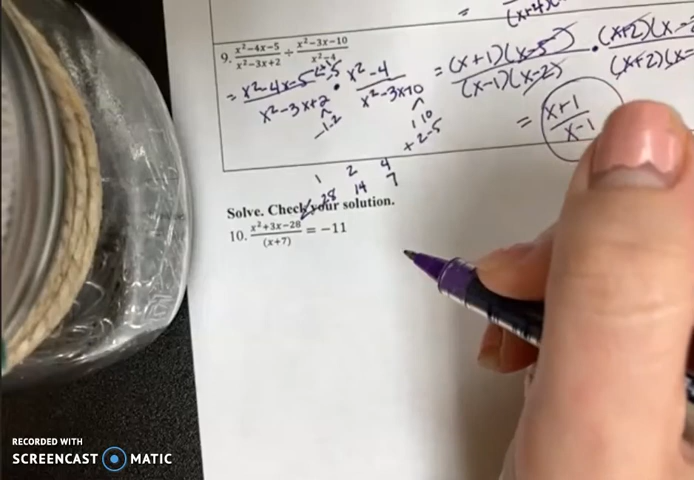 = (x+4)
9. x²−4x−5 / x²−3x+2 ÷ x²−3x−10 / x²−4
= x²−4x−5 / x²−3x+2 · x²−4 / x²−3x−10 = (x+1)(x−5) / (x−1)(x−2) · (x+2)(x−2 / (x+2)(x
−1·−2
1 10
+2−5
= x+1 / x−1
1 2 4
28 14 7
Solve. Check your solution.
10. x²+3x−28 / (x+7) = −11
RECORDED WITH
SCREENCAST MATIC